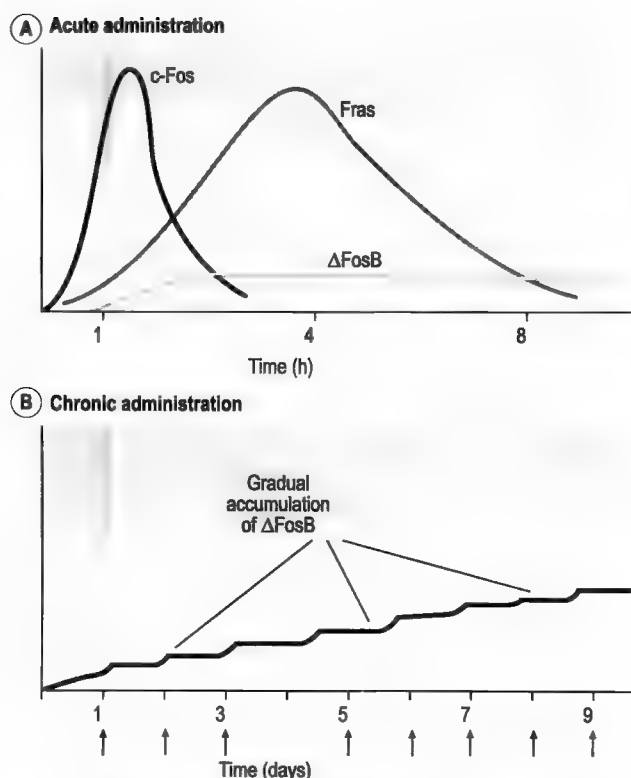 A Acute administration
c-Fos
Fras
ΔFosB
1 4 8
Time (h)
B Chronic administration
Gradual
accumulation
of ΔFosB
1 3 5 7 9
Time (days)